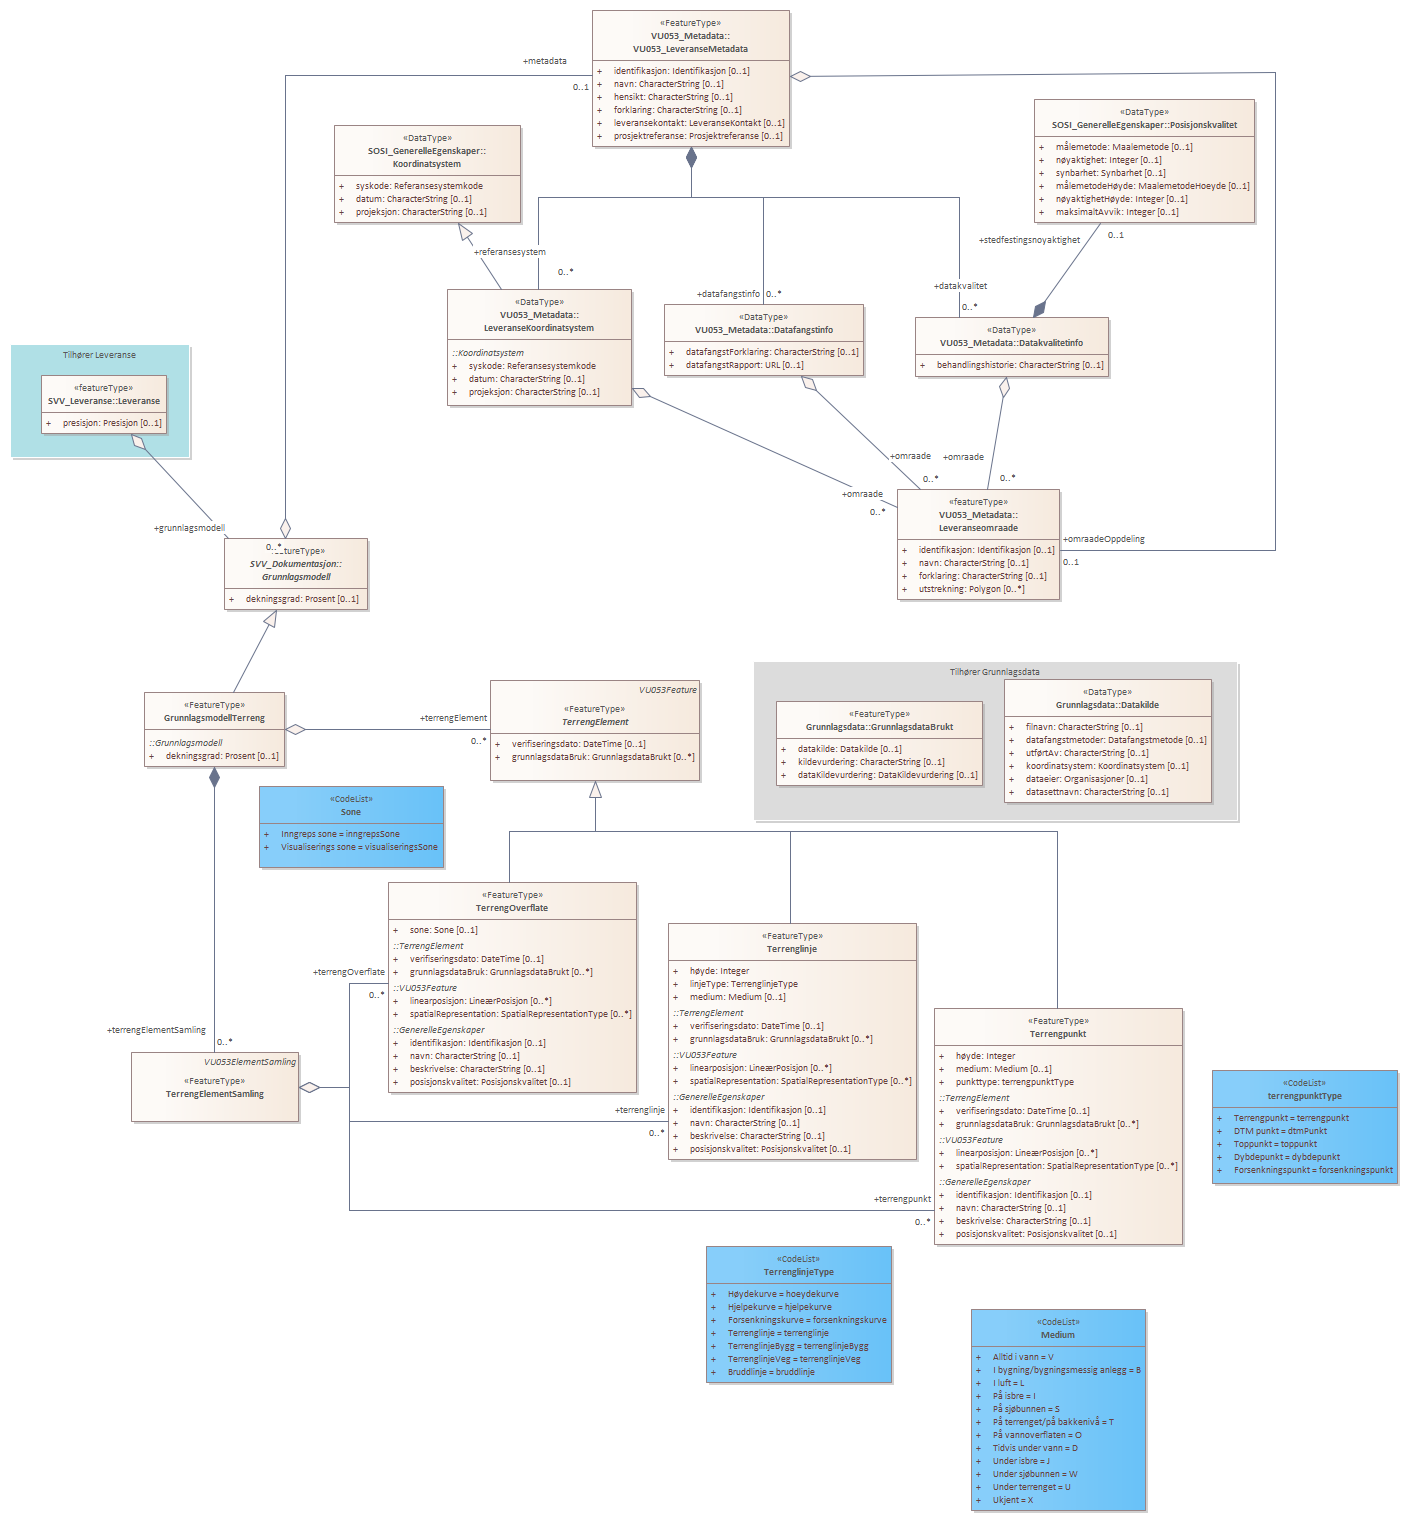 «FeatureType»
VU053_Metadata::
VU053_LeveranseMetadata
+ identifikasjon: Identifikasjon [0..1]
+ navn: CharacterString [0..1]
+ hensikt: CharacterString [0..1]
+ forklaring: CharacterString [0..1]
+ leveransekontakt: LeveranseKontakt [0..1]
+ prosjektreferanse: Prosjektreferanse [0..1]
+metadata
0..1
«DataType»
SOSI_GenerelleEgenskaper::
Koordinatsystem
+ syskode: Referansesystemkode
+ datum: CharacterString [0..1]
+ projeksjon: CharacterString [0..1]
«DataType»
SOSI_GenerelleEgenskaper::Posisjonskvalitet
+ målemetode: Maalemetode [0..1]
+ nøyaktighet: Integer [0..1]
+ synbarhet: Synbarhet [0..1]
+ målemetodeHøyde: MaalemetodeHoeyde [0..1]
+ nøyaktighetHøyde: Integer [0..1]
+ maksimaltAvvik: Integer [0..1]
+stedfestingsnoyaktighet
0..1
+referansesystem
0..*
+datafangstinfo
0..*
+datakvalitet
0..*
«DataType»
VU053_Metadata::
LeveranseKoordinatsystem
::Koordinatsystem
+ syskode: Referansesystemkode
+ datum: CharacterString [0..1]
+ projeksjon: CharacterString [0..1]
«DataType»
VU053_Metadata::Datafangstinfo
+ datafangstForklaring: CharacterString [0..1]
+ datafangstRapport: URL [0..1]
«DataType»
VU053_Metadata::Datakvalitetinfo
+ behandlingshistorie: CharacterString [0..1]
Tilhører Leveranse
«featureType»
SVV_Leveranse::Leveranse
+ presisjon: Presisjon [0..1]
+omraade
0..*
+omraade
0..*
+omraade
0..*
«featureType»
VU053_Metadata::
Leveranseomraade
+ identifikasjon: Identifikasjon [0..1]
+ navn: CharacterString [0..1]
+ forklaring: CharacterString [0..1]
+ utstrekning: Polygon [0..*]
+omraadeOppdeling
0..1
+grunnlagsmodell
0..*
tureType»
SVV_Dokumentasjon::
Grunnlagsmodell
+ dekningsgrad: Prosent [0..1]
«FeatureType»
GrunnlagsmodellTerreng
::Grunnlagsmodell
+ dekningsgrad: Prosent [0..1]
+terrengElement
0..*
VU053Feature
«FeatureType»
TerrengElement
+ verifiseringsdato: DateTime [0..1]
+ grunnlagsdataBruk: GrunnlagsdataBrukt [0..*]
Tilhører Grunnlagsdata
«FeatureType»
Grunnlagsdata::GrunnlagsdataBrukt
+ datakilde: Datakilde [0..1]
+ kildevurdering: CharacterString [0..1]
+ dataKildevurdering: DataKildevurdering [0..1]
«DataType»
Grunnlagsdata::Datakilde
+ filnavn: CharacterString [0..1]
+ datafangstmetoder: Datafangstmetode [0..1]
+ utførtAv: CharacterString [0..1]
+ koordinatsystem: Koordinatsystem [0..1]
+ dataeier: Organisasjoner [0..1]
+ datasettnavn: CharacterString [0..1]
«CodeList»
Sone
+ Inngreps sone = inngrepsSone
+ Visualiserings sone = visualiseringsSone
«FeatureType»
TerrengOverflate
+ sone: Sone [0..1]
::TerrengElement
+ verifiseringsdato: DateTime [0..1]
+ grunnlagsdataBruk: GrunnlagsdataBrukt [0..*]
::VU053Feature
+ linearposisjon: LineærPosisjon [0..*]
+ spatialRepresentation: SpatialRepresentationType [0..*]
::GenerelleEgenskaper
+ identifikasjon: Identifikasjon [0..1]
+ navn: CharacterString [0..1]
+ beskrivelse: CharacterString [0..1]
+ posisjonskvalitet: Posisjonskvalitet [0..1]
«FeatureType»
Terrenglinje
+ høyde: Integer
+ linjeType: TerrenglinjeType
+ medium: Medium [0..1]
::TerrengElement
+ verifiseringsdato: DateTime [0..1]
+ grunnlagsdataBruk: GrunnlagsdataBrukt [0..*]
::VU053Feature
+ linearposisjon: LineærPosisjon [0..*]
+ spatialRepresentation: SpatialRepresentationType [0..*]
::GenerelleEgenskaper
+ identifikasjon: Identifikasjon [0..1]
+ navn: CharacterString [0..1]
+ beskrivelse: CharacterString [0..1]
+ posisjonskvalitet: Posisjonskvalitet [0..1]
«FeatureType»
Terrengpunkt
+ høyde: Integer
+ medium: Medium [0..1]
+ punkttype: terrengpunktType
::TerrengElement
+ verifiseringsdato: DateTime [0..1]
+ grunnlagsdataBruk: GrunnlagsdataBrukt [0..*]
::VU053Feature
+ linearposisjon: LineærPosisjon [0..*]
+ spatialRepresentation: SpatialRepresentationType [0..*]
::GenerelleEgenskaper
+ identifikasjon: Identifikasjon [0..1]
+ navn: CharacterString [0..1]
+ beskrivelse: CharacterString [0..1]
+ posisjonskvalitet: Posisjonskvalitet [0..1]
+terrengOverflate
0..*
+terrengElementSamling
0..*
VU053ElementSamling
«FeatureType»
TerrengElementSamling
+terrenglinje
0..*
+terrengpunkt
0..*
«CodeList»
terrengpunktType
+ Terrengpunkt = terrengpunkt
+ DTM punkt = dtmPunkt
+ Toppunkt = toppunkt
+ Dybdepunkt = dybdepunkt
+ Forsenkningspunkt = forsenkningspunkt
«CodeList»
TerrenglinjeType
+ Høydekurve = hoeydekurve
+ Hjelpekurve = hjelpekurve
+ Forsenkningskurve = forsenkningskurve
+ Terrenglinje = terrenglinje
+ TerrenglinjeBygg = terrenglinjeBygg
+ TerrenglinjeVeg = terrenglinjeVeg
+ Bruddlinje = bruddlinje
«CodeList»
Medium
+ Alltid i vann = V
+ I bygning/bygningsmessig anlegg = B
+ I luft = L
+ På isbre = I
+ På sjøbunnen = S
+ På terrenget/på bakkenivå = T
+ På vannoverflaten = O
+ Tidvis under vann = D
+ Under isbre = J
+ Under sjøbunnen = W
+ Under terrenget = U
+ Ukjent = X